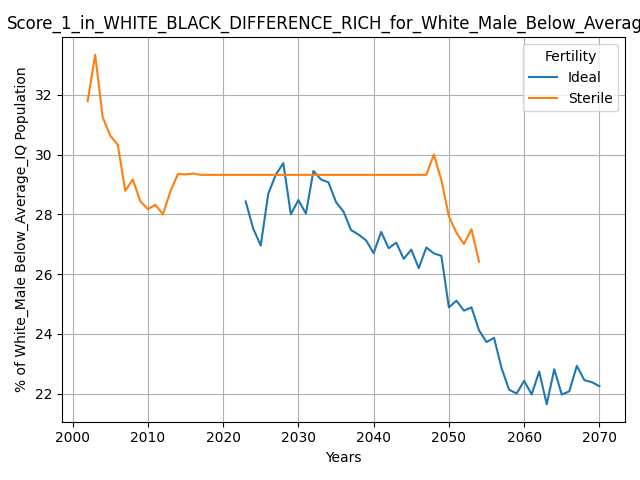 Score_1_in_WHITE_BLACK_DIFFERENCE_RICH_for_White_Male_Below_Averag
% of White_Male Below_Average_IQ Population
32
30
28
26
24
22
Fertility
Ideal
Sterile
2000 2010 2020 2030 2040 2050 2060 2070
Years